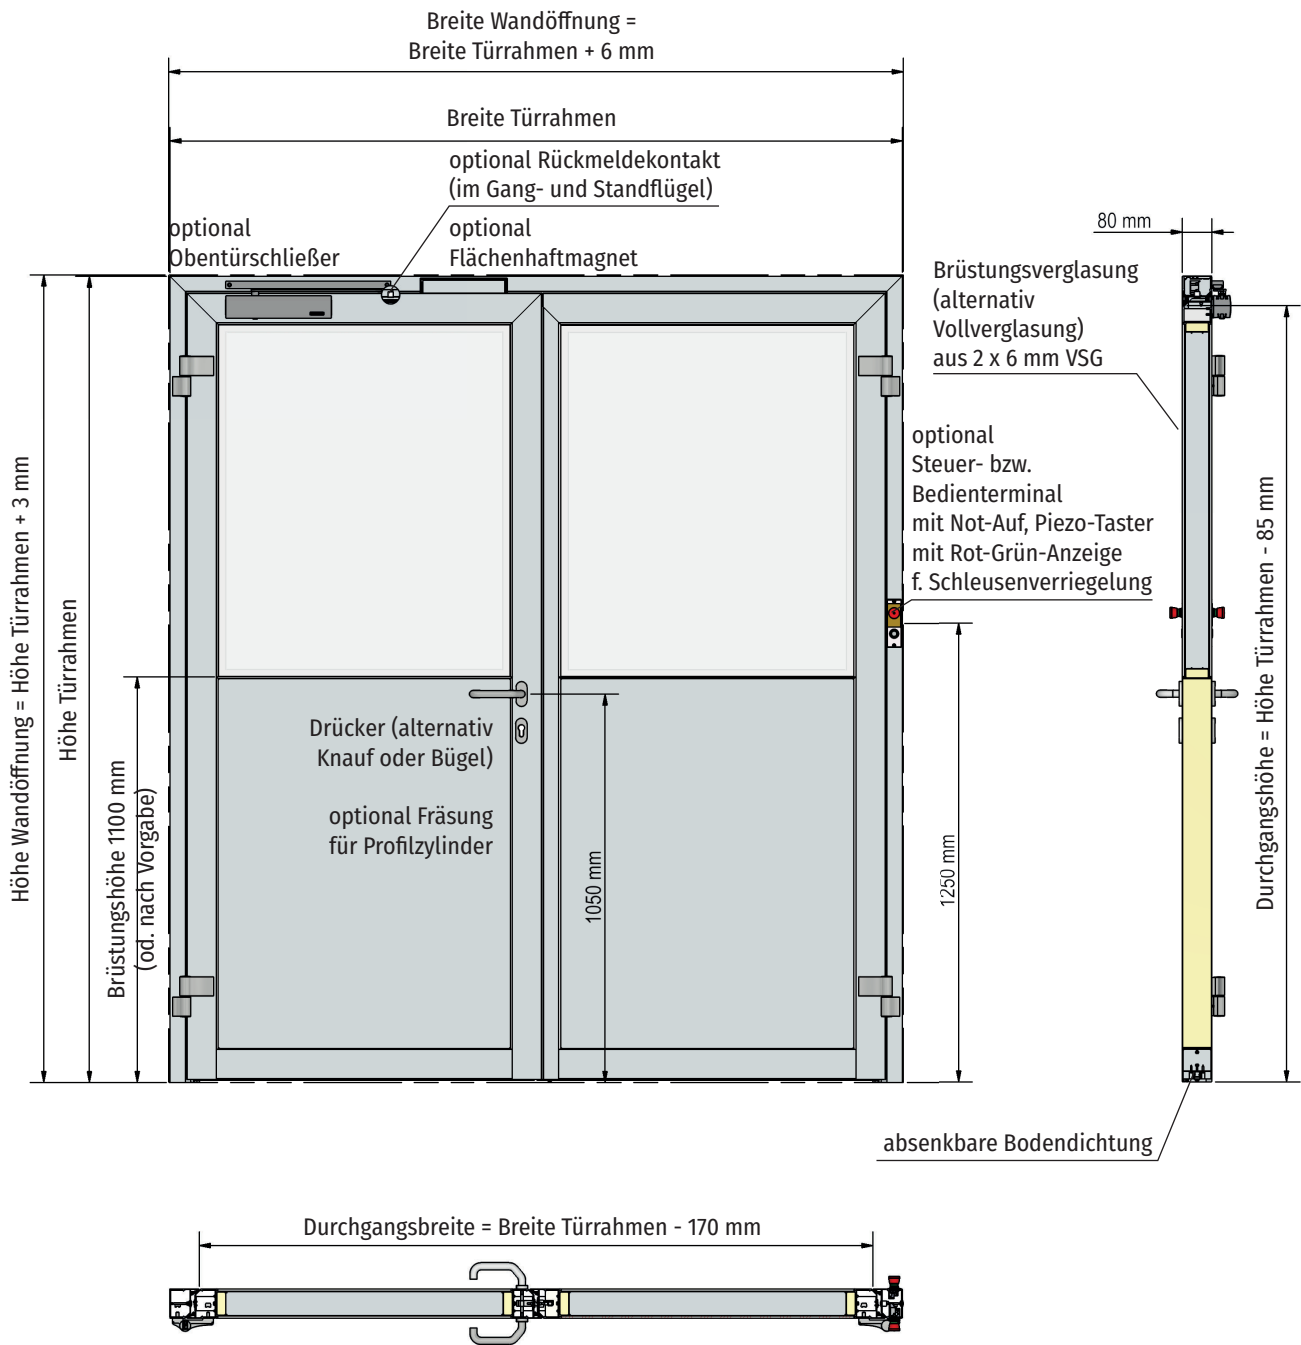 Breite Wandöffnung =
Breite Türrahmen + 6 mm
Breite Türrahmen
optional Rückmeldekontakt
(im Gang- und Standflügel)
optional
Obentürschließer
optional
Flächenhaftmagnet
80 mm
Brüstungsverglasung
(alternativ
Vollverglasung)
aus 2 x 6 mm VSG
optional
Steuer- bzw.
Bedienterminal
mit Not-Auf, Piezo-Taster
mit Rot-Grün-Anzeige
f. Schleusenverriegelung
Höhe Wandöffnung = Höhe Türrahmen + 3 mm
Höhe Türrahmen
Brüstungshöhe 1100 mm
(od. nach Vorgabe)
Drücker (alternativ
Knauf oder Bügel)
optional Fräsung
für Profilzylinder
1050 mm
1250 mm
Durchgangshöhe = Höhe Türrahmen - 85 mm
absenkbare Bodendichtung
Durchgangsbreite = Breite Türrahmen - 170 mm